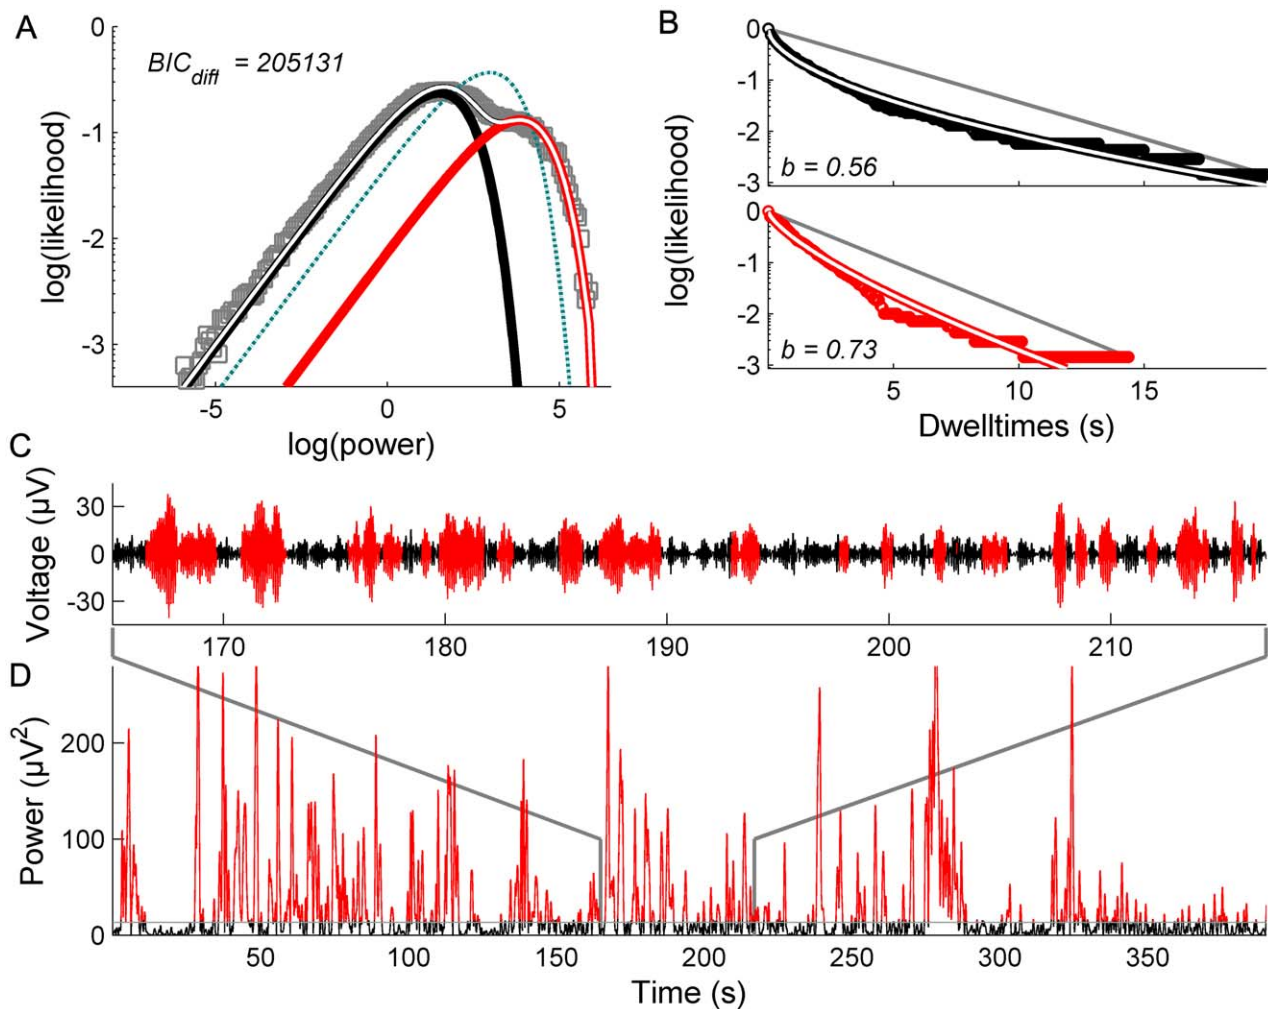 A
BIC_diff = 205131
0
-1
-2
-3
log(likelihood)
-5 0 5
log(power)
B
0
-1
-2
-3
b = 0.56
0
-1
-2
-3
b = 0.73
log(likelihood)
5 10 15
Dwelltimes (s)
C
Voltage (µV)
30
0
-30
170 180 190 200 210
D
Power (µV²)
200
100
0
50 100 150 200 250 300 350
Time (s)